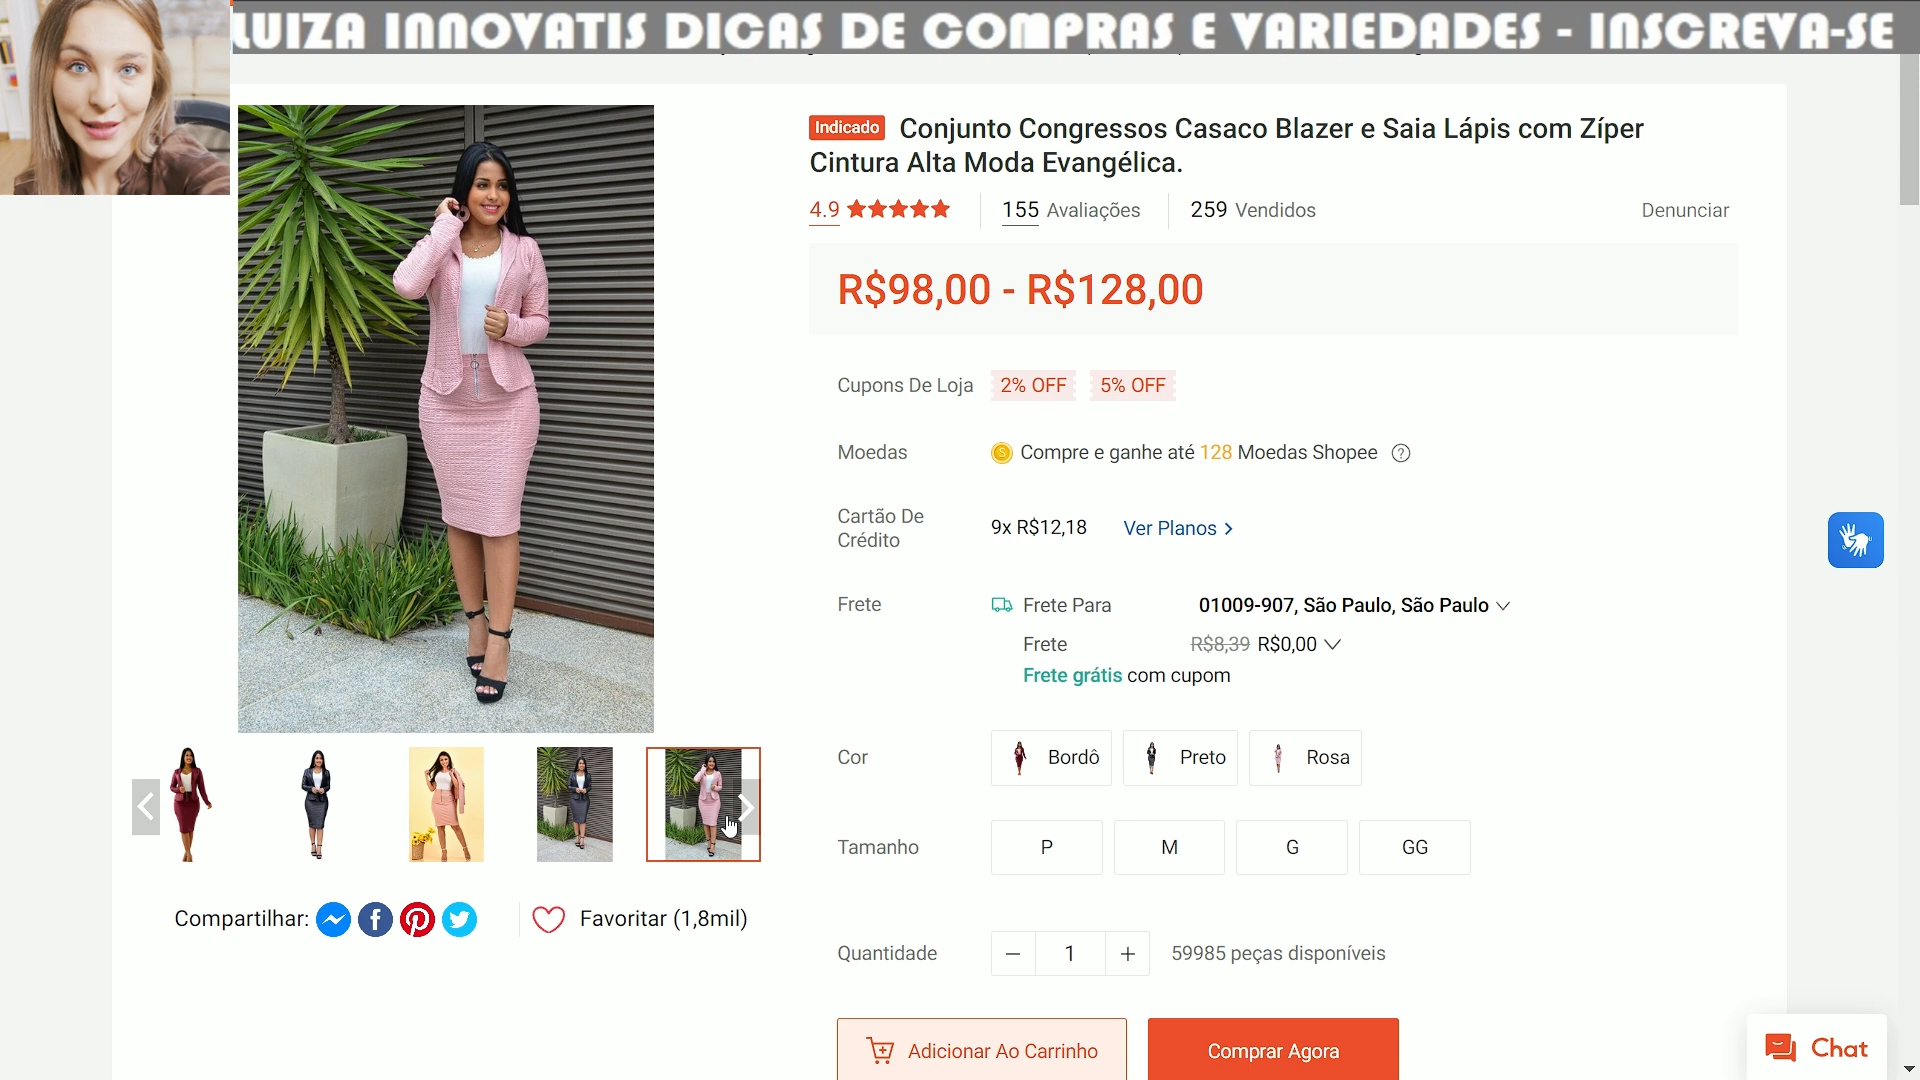 LUIZA INNOVATIS DICAS DE COMPRAS E VARIEDADES - INSCREVA-SE
Indicado Conjunto Congressos Casaco Blazer e Saia Lápis com Zíper
Cintura Alta Moda Evangélica.
4.9 155 Avaliações 259 Vendidos Denunciar
R$98,00 - R$128,00
Cupons De Loja 2% OFF 5% OFF
Moedas S Compre e ganhe até 128 Moedas Shopee ?
Cartão De
Crédito
9x R$12,18 Ver Planos >
Frete Frete Para 01009-907, São Paulo, São Paulo
Frete R$8,39 R$0,00
Frete grátis com cupom
Cor Bordô Preto Rosa
Tamanho P M G GG
Compartilhar: Favoritar (1,8mil)
Quantidade − 1 + 59985 peças disponíveis
Adicionar Ao Carrinho Comprar Agora
Chat